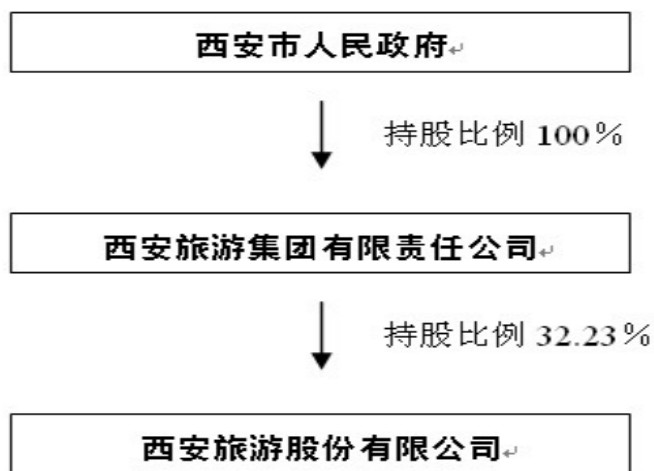 西安市人民政府
持股比例 100%
西安旅游集团有限责任公司
持股比例 32.23%
西安旅游股份有限公司